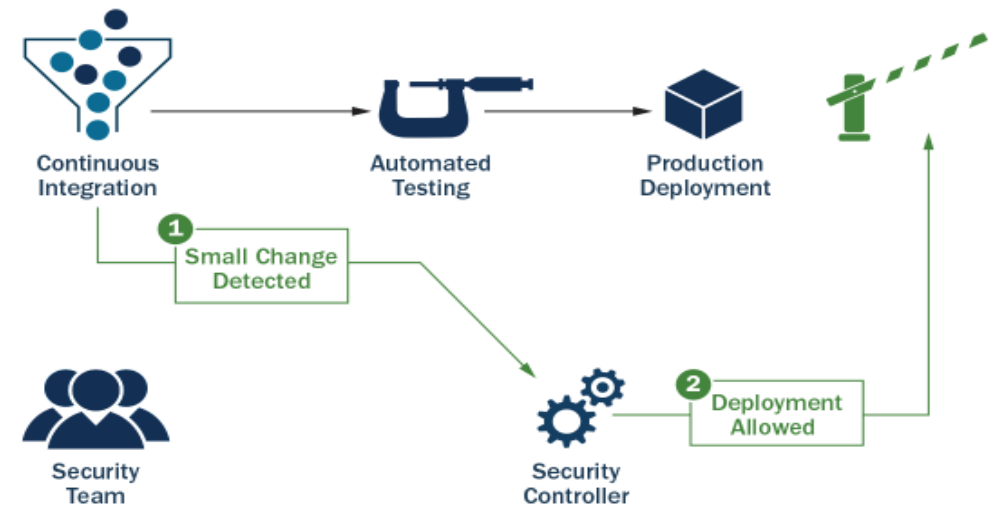 Continuous
Integration
Automated
Testing
Production
Deployment
1
Small Change
Detected
2
Deployment
Allowed
Security
Team
Security
Controller